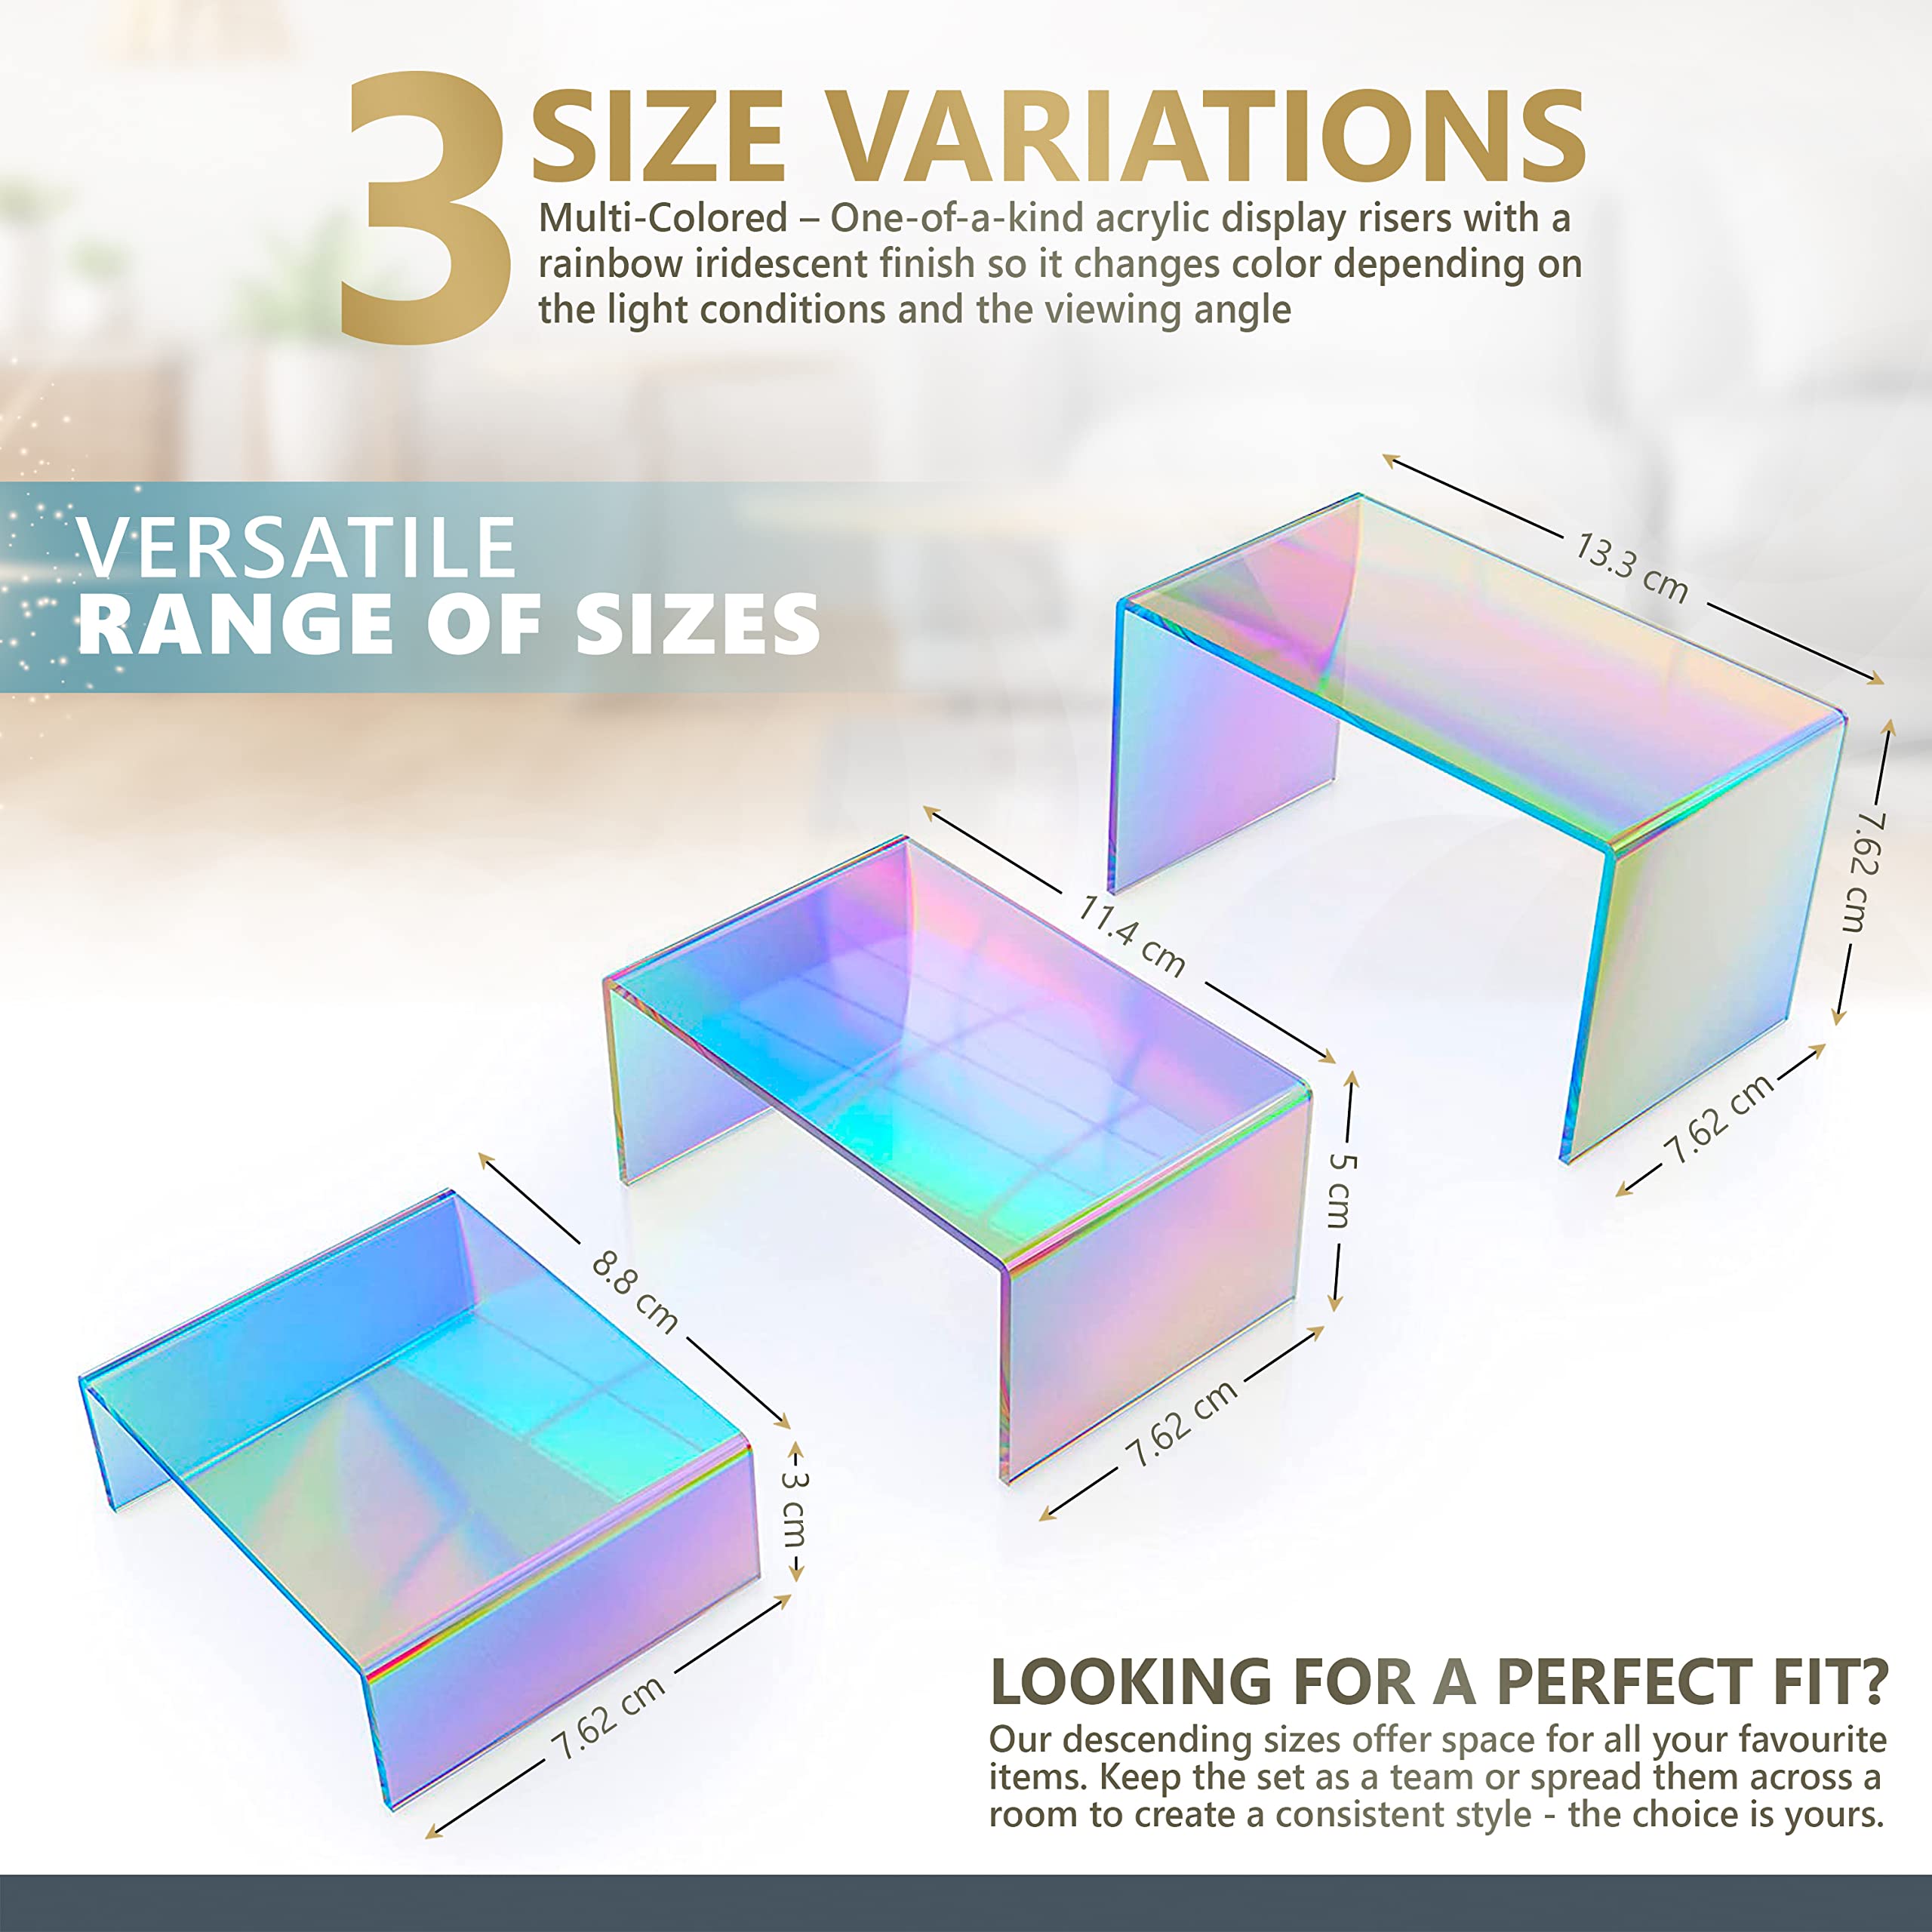 3 SIZE VARIATIONS
Multi-Colored – One-of-a-kind acrylic display risers with a
rainbow iridescent finish so it changes color depending on
the light conditions and the viewing angle
VERSATILE
RANGE OF SIZES
13.3 cm
7.62 cm
7.62 cm
11.4 cm
5 cm
7.62 cm
8.8 cm
3 cm
7.62 cm
LOOKING FOR A PERFECT FIT?
Our descending sizes offer space for all your favourite
items. Keep the set as a team or spread them across a
room to create a consistent style - the choice is yours.